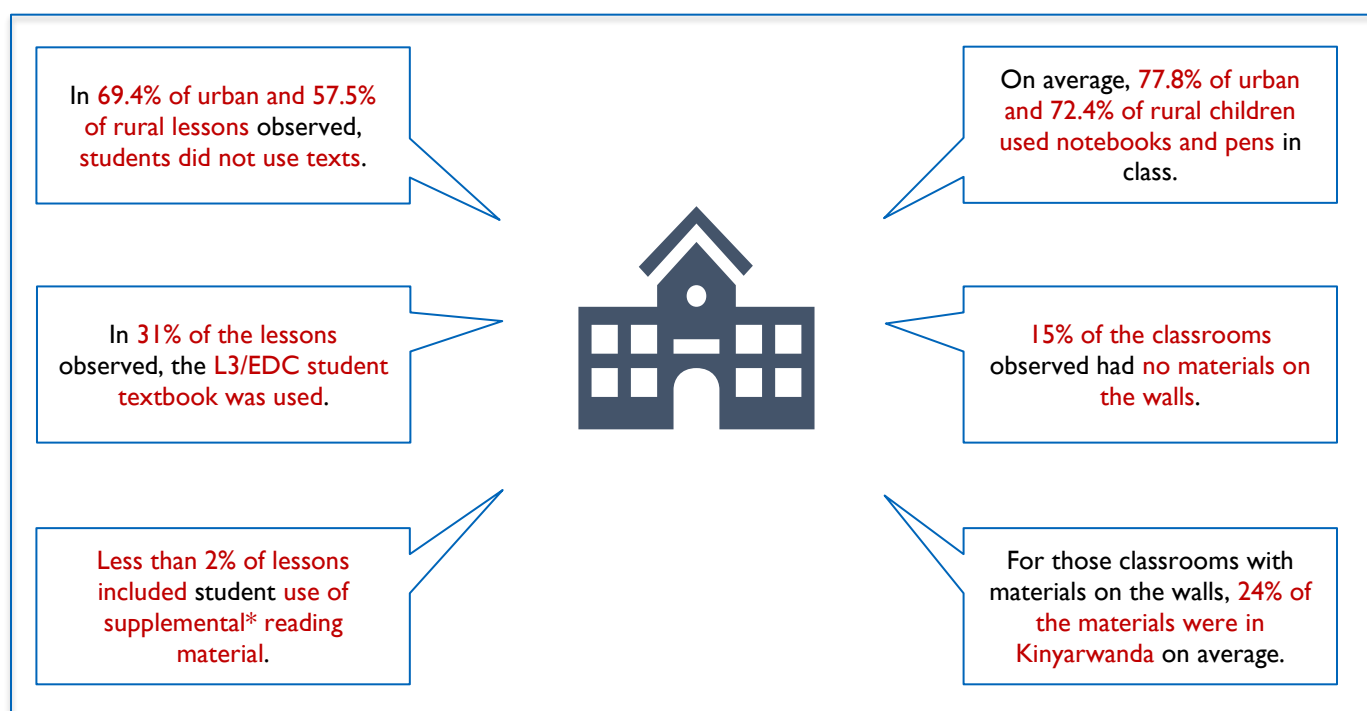 In 69.4% of urban and 57.5%
of rural lessons observed,
students did not use texts.
In 31% of the lessons
observed, the L3/EDC student
textbook was used.
Less than 2% of lessons
included student use of
supplemental* reading
material.
On average, 77.8% of urban
and 72.4% of rural children
used notebooks and pens in
class.
15% of the classrooms
observed had no materials on
the walls.
For those classrooms with
materials on the walls, 24% of
the materials were in
Kinyarwanda on average.